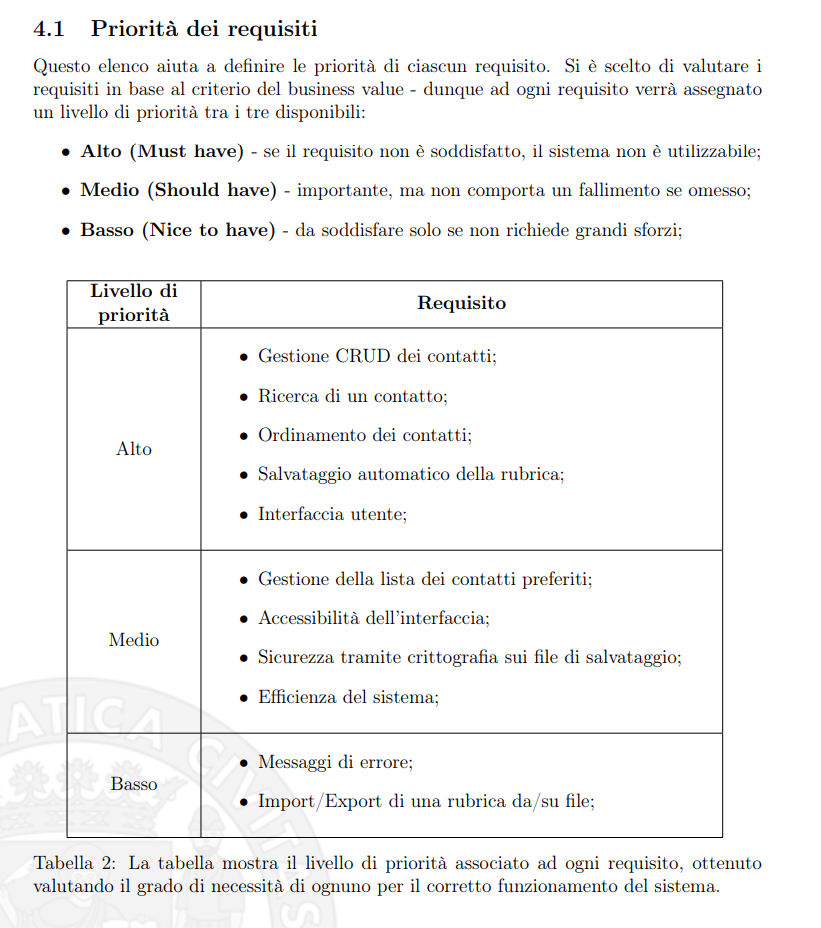 4.1 Priorità dei requisiti
Questo elenco aiuta a definire le priorità di ciascun requisito. Si è scelto di valutare i
requisiti in base al criterio del business value - dunque ad ogni requisito verrà assegnato
un livello di priorità tra i tre disponibili:
• Alto (Must have) - se il requisito non è soddisfatto, il sistema non è utilizzabile;
• Medio (Should have) - importante, ma non comporta un fallimento se omesso;
• Basso (Nice to have) - da soddisfare solo se non richiede grandi sforzi;
Livello di
priorità
Requisito
Alto
• Gestione CRUD dei contatti;
• Ricerca di un contatto;
• Ordinamento dei contatti;
• Salvataggio automatico della rubrica;
• Interfaccia utente;
Medio
• Gestione della lista dei contatti preferiti;
• Accessibilità dell'interfaccia;
• Sicurezza tramite crittografia sui file di salvataggio;
• Efficienza del sistema;
Basso
• Messaggi di errore;
• Import/Export di una rubrica da/su file;
Tabella 2: La tabella mostra il livello di priorità associato ad ogni requisito, ottenuto
valutando il grado di necessità di ognuno per il corretto funzionamento del sistema.
ATICA CIVITAS